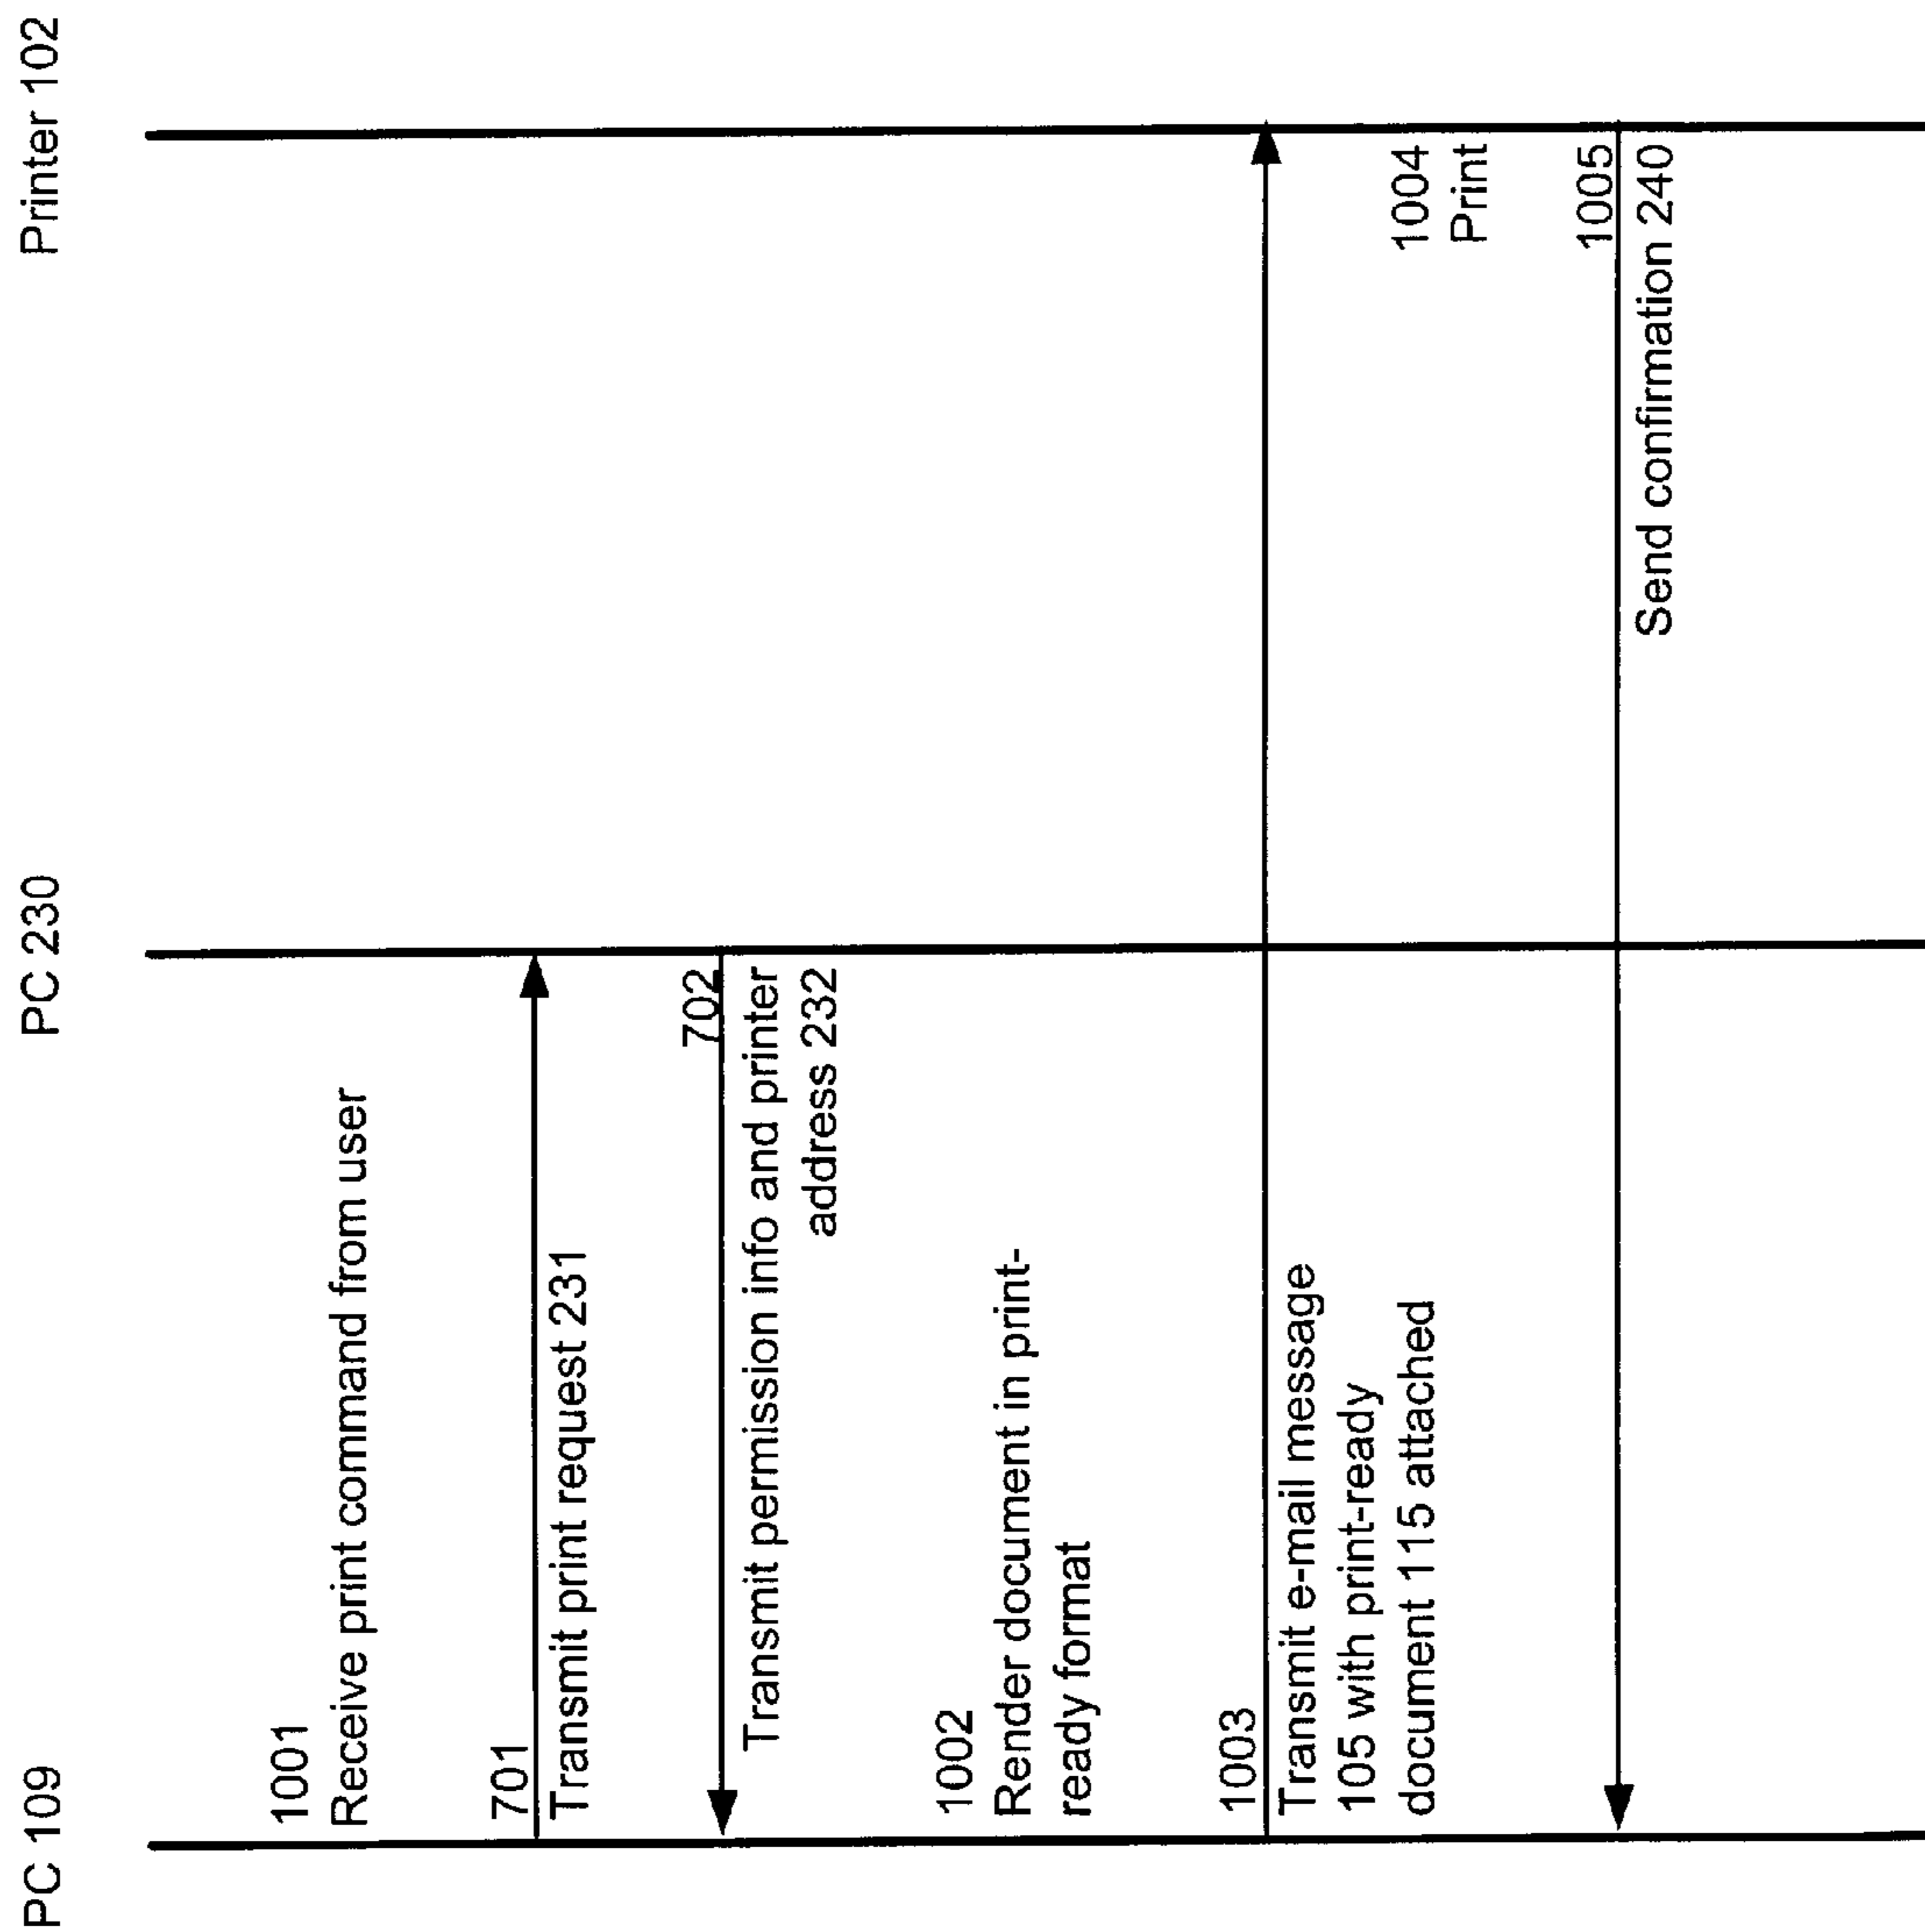 PC 109
PC 230
Printer 102
1001
Receive print command from user
701
Transmit print request 231
702
Transmit permission info and printer
address 232
1002
Render document in print-
ready format
1003
Transmit e-mail message
105 with print-ready
document 115 attached
1004
Print
1005
Send confirmation 240